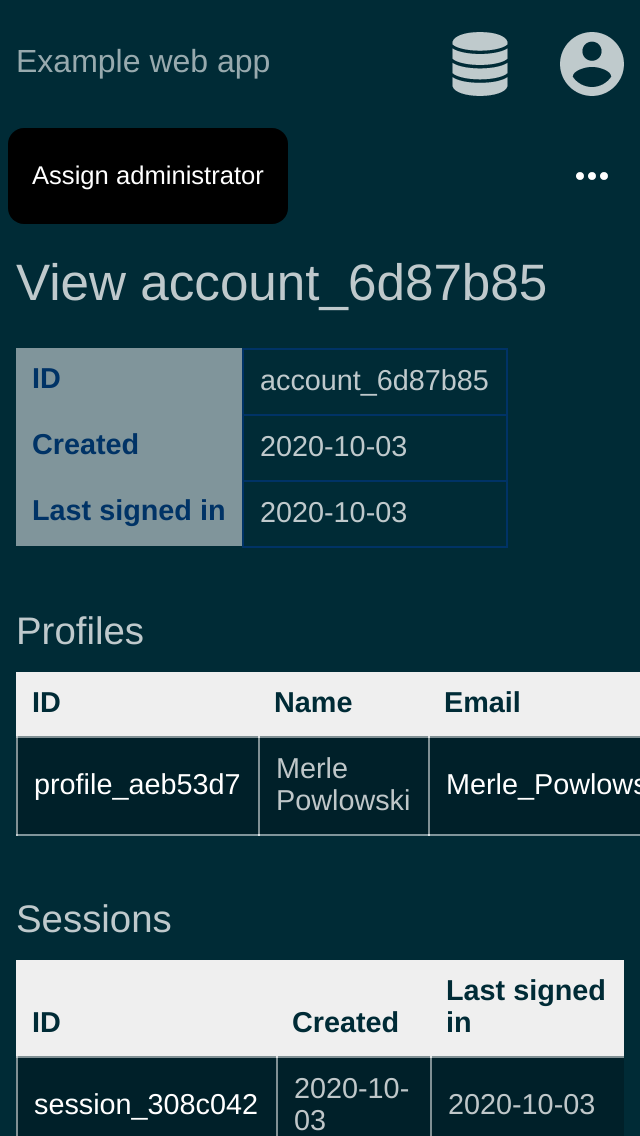 Example web app
Assign administrator
View account_6d87b85
ID account_6d87b85
Created 2020-10-03
Last signed in 2020-10-03
Profiles
ID Name Email
profile_aeb53d7 Merle Powlowski Merle_Powlows
Sessions
ID Created Last signed in
session_308c042 2020-10-03 2020-10-03